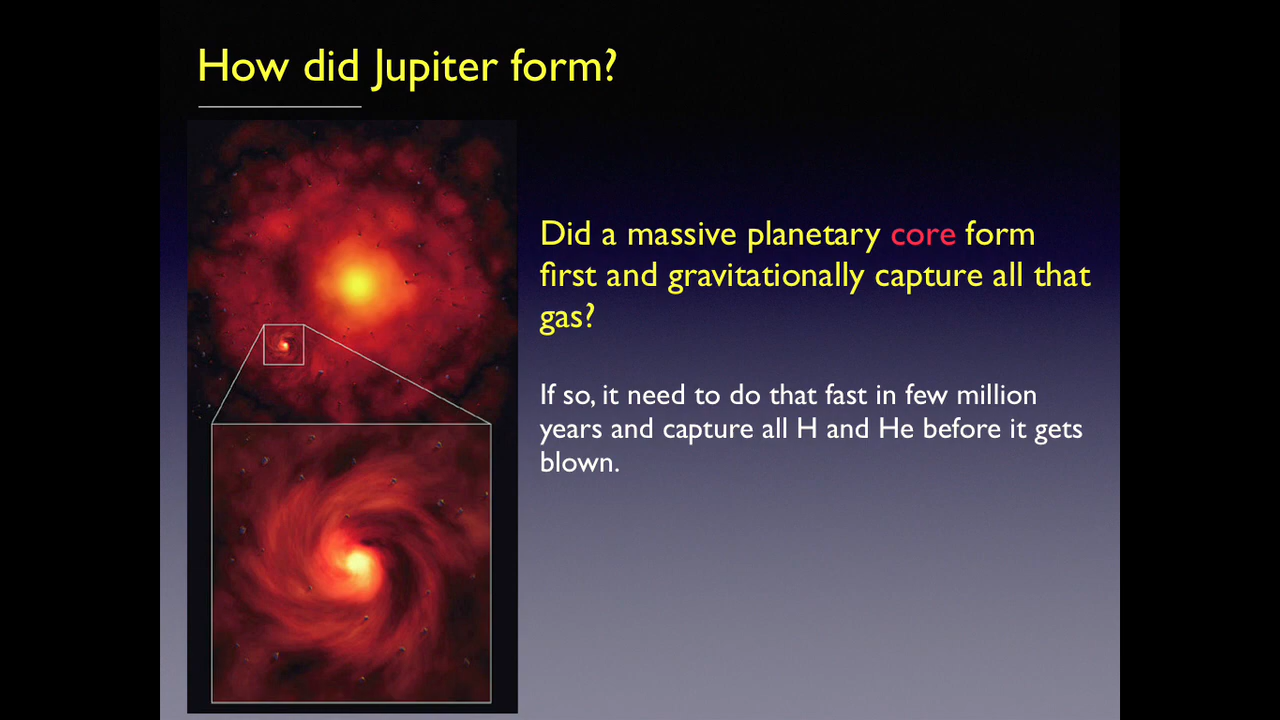 How did Jupiter form?
Did a massive planetary core form
first and gravitationally capture all that
gas?
If so, it need to do that fast in few million
years and capture all H and He before it gets
blown.